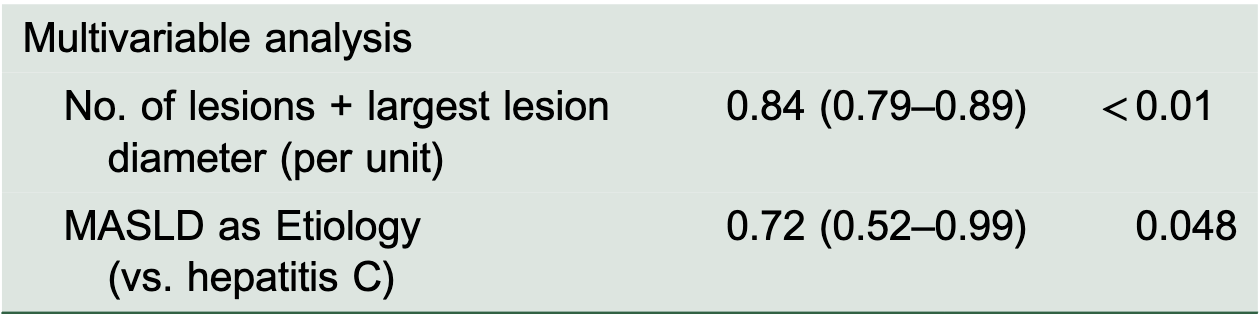 Multivariable analysis
No. of lesions + largest lesion 0.84 (0.79–0.89) <0.01
diameter (per unit)
MASLD as Etiology 0.72 (0.52–0.99) 0.048
(vs. hepatitis C)